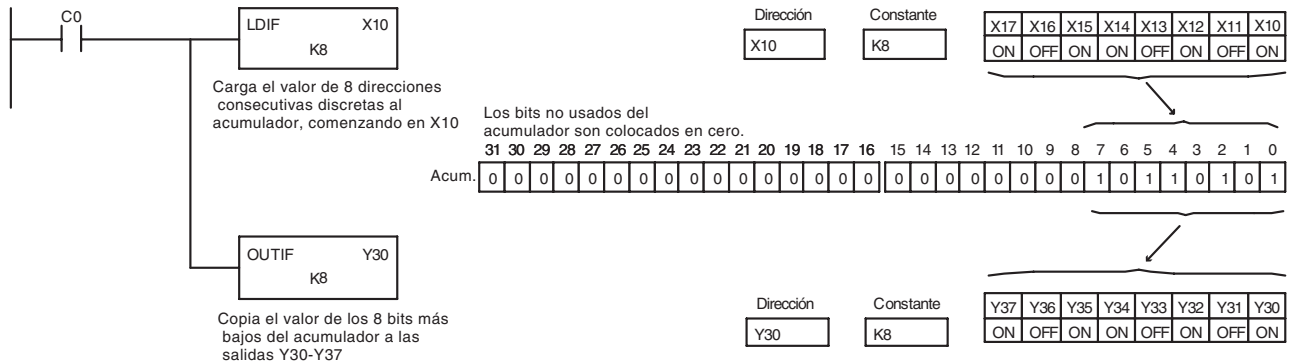 C0
LDIF X10
K8
Carga el valor de 8 direcciones
consecutivas discretas al
acumulador, comenzando en X10
Dirección Constante
X10 K8
X17 X16 X15 X14 X13 X12 X11 X10
ON OFF ON ON OFF ON OFF ON
Los bits no usados del
acumulador son colocados en cero.
31 30 29 28 27 26 25 24 23 22 21 20 19 18 17 16 15 14 13 12 11 10 9 8 7 6 5 4 3 2 1 0
Acum. 0 0 0 0 0 0 0 0 0 0 0 0 0 0 0 0 0 0 0 0 0 0 0 0 1 0 1 1 0 1 0 1
OUTIF Y30
K8
Copia el valor de los 8 bits más
bajos del acumulador a las
salidas Y30-Y37
Dirección Constante
Y30 K8
Y37 Y36 Y35 Y34 Y33 Y32 Y31 Y30
ON OFF ON ON OFF ON OFF ON